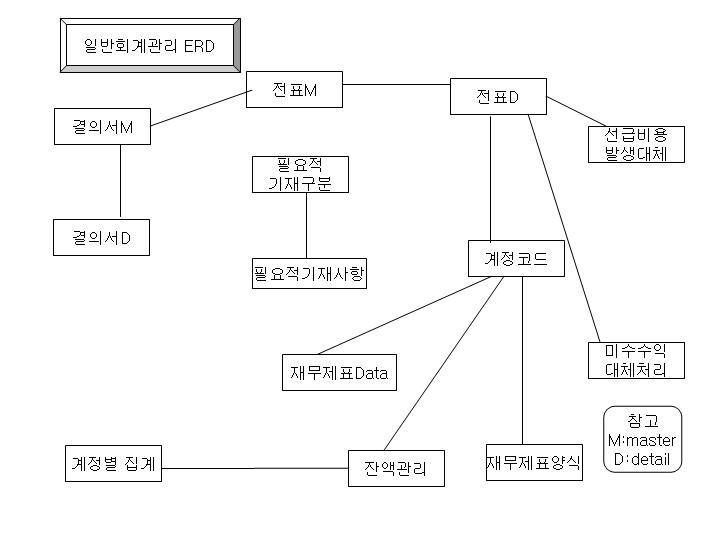 일반회계관리 ERD
전표M
전표D
결의서M
선급비용
발생대체
필요적
기재구분
결의서D
계정코드
필요적기재사항
미수수익
대체처리
재무제표Data
참고
M:master
D:detail
계정별 집계
잔액관리
재무제표양식